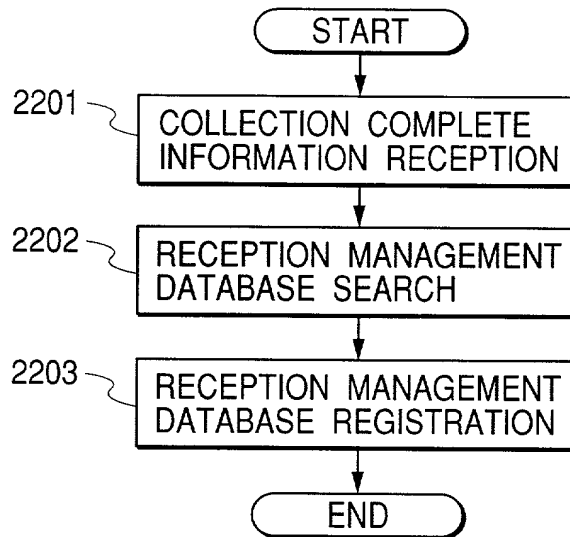 START
2201
COLLECTION COMPLETE
INFORMATION RECEPTION
2202
RECEPTION MANAGEMENT
DATABASE SEARCH
2203
RECEPTION MANAGEMENT
DATABASE REGISTRATION
END